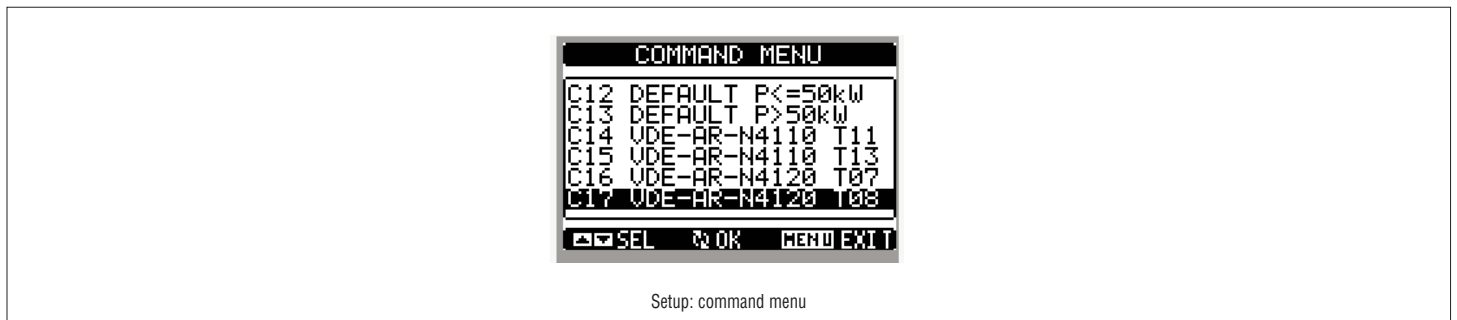 COMMAND MENU
C12 DEFAULT P<=50kW
C13 DEFAULT P>50kW
C14 VDE-AR-N4110 T11
C15 VDE-AR-N4110 T13
C16 VDE-AR-N4120 T07
C17 VDE-AR-N4120 T08
SEL OK MENU EXIT
Setup: command menu